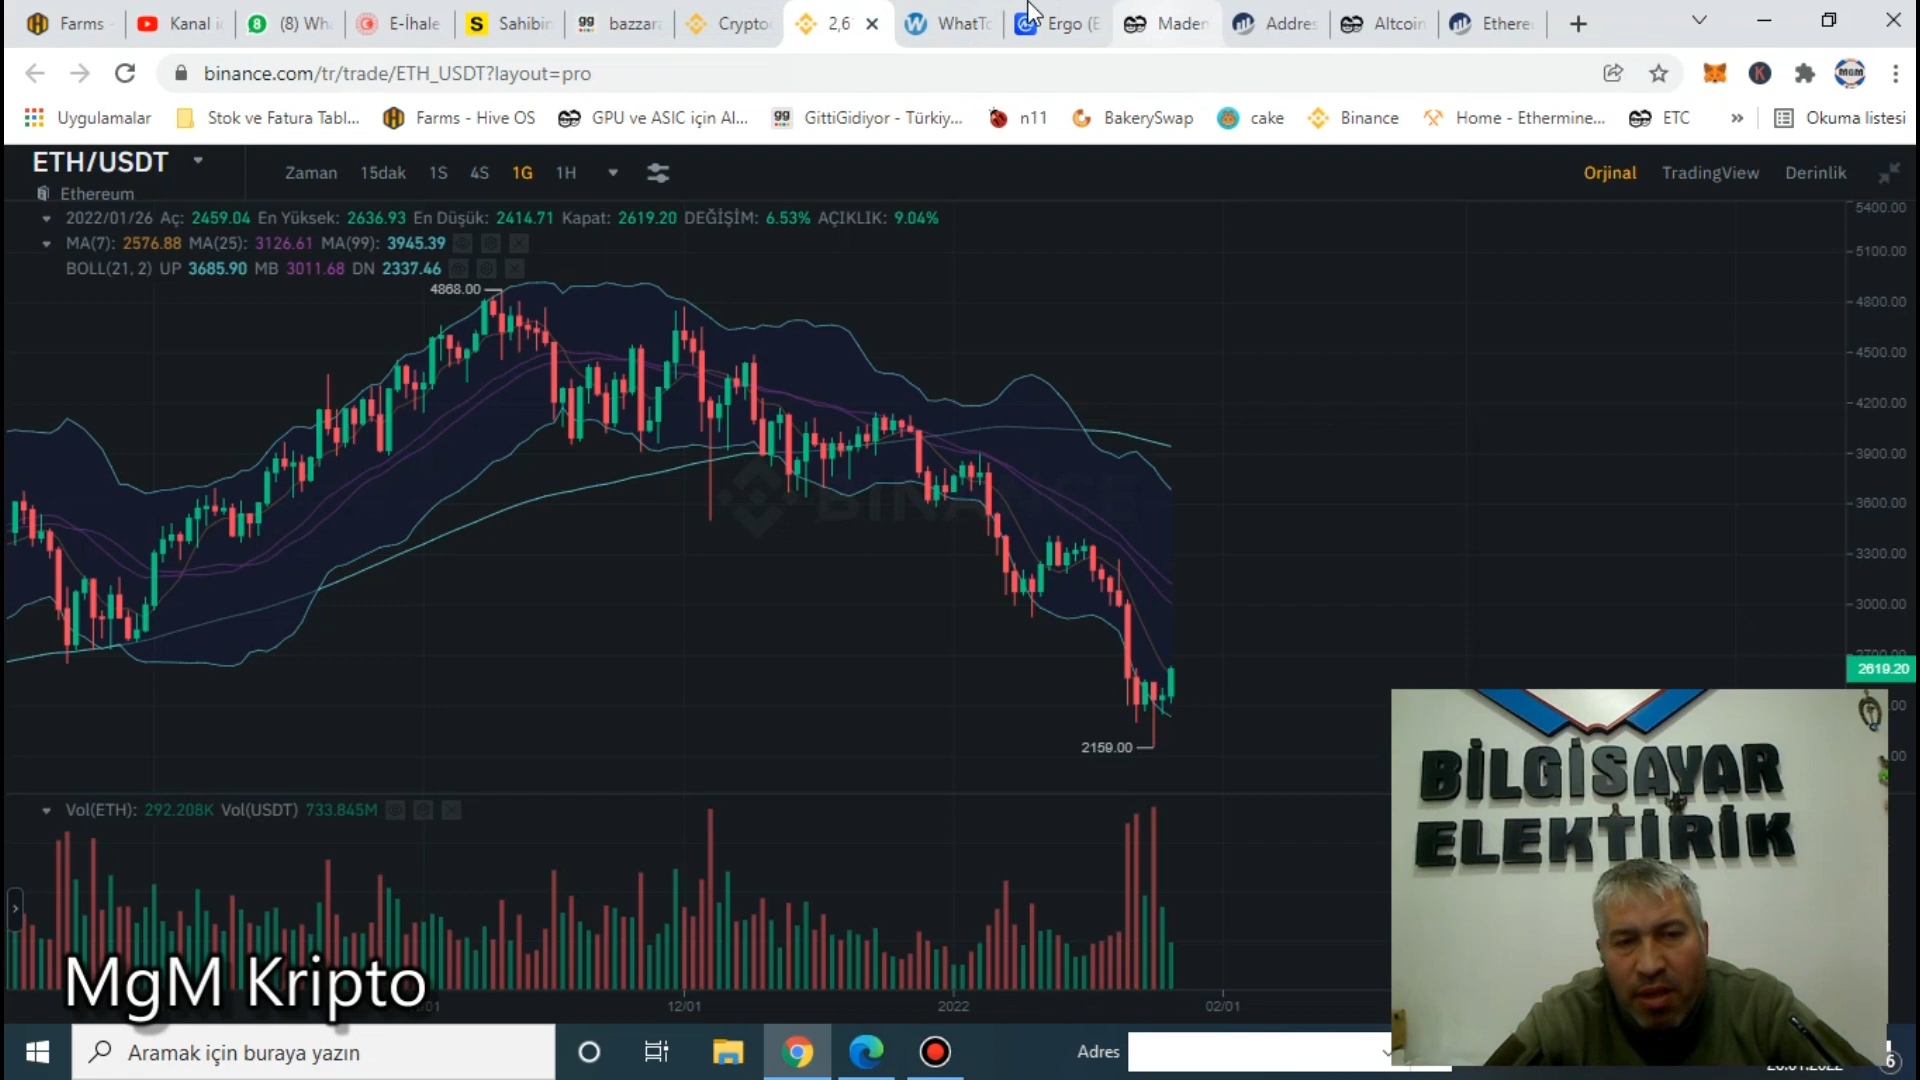 Farms
Kanal
(8) Wh
E-İhale
Sahibin
bazzar
Crypto
2,6
WhatTo
Ergo (E
Maden
Addres
Altcoin
Ethere
binance.com/tr/trade/ETH_USDT?layout=pro
Uygulamalar
Stok ve Fatura Tabl...
Farms - Hive OS
GPU ve ASIC için Al...
GittiGidiyor - Türkiy...
n11
BakerySwap
cake
Binance
Home - Ethermine...
ETC
»
Okuma listesi
ETH/USDT
Ethereum
Zaman 15dak 1S 4S 1G 1H
Orjinal TradingView Derinlik
2022/01/26 Aç: 2459.04 En Yüksek: 2636.93 En Düşük: 2414.71 Kapat: 2619.20 DEĞİŞİM: 6.53% AÇIKLIK: 9.04%
MA(7): 2576.88 MA(25): 3126.61 MA(99): 3945.39
BOLL(21, 2) UP 3685.90 MB 3011.68 DN 2337.46
4868.00
5400.00
5100.00
4800.00
4500.00
4200.00
3900.00
3600.00
3300.00
3000.00
2619.20
BINANCE
2159.00
Vol(ETH): 292.208K Vol(USDT) 733.845M
12/01
2022
02/01
MgM Kripto
BİLGİSAYAR
ELEKTİRİK
Aramak için buraya yazın
Adres